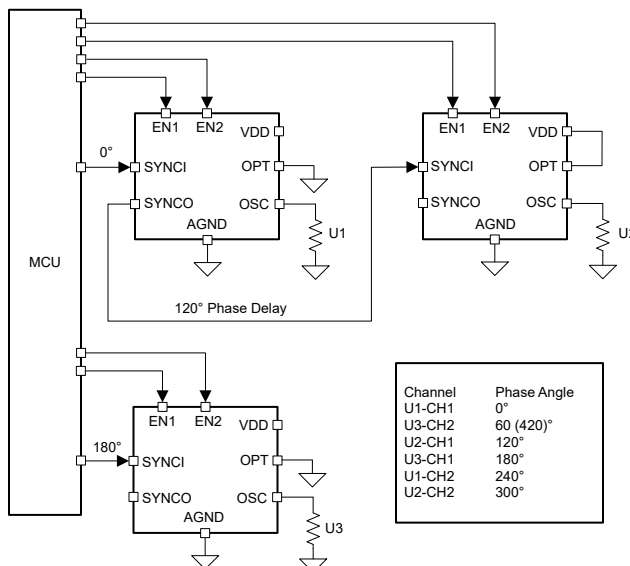 MCU
EN1 EN2
VDD
0°
SYNCI
OPT
SYNCO
OSC
AGND
U1
EN1 EN2
VDD
SYNCI
OPT
SYNCO
OSC
AGND
120° Phase Delay
EN1 EN2
VDD
180°
SYNCI
OPT
SYNCO
OSC
AGND
U3
Channel Phase Angle
U1-CH1 0°
U3-CH2 60 (420)°
U2-CH1 120°
U3-CH1 180°
U1-CH2 240°
U2-CH2 300°